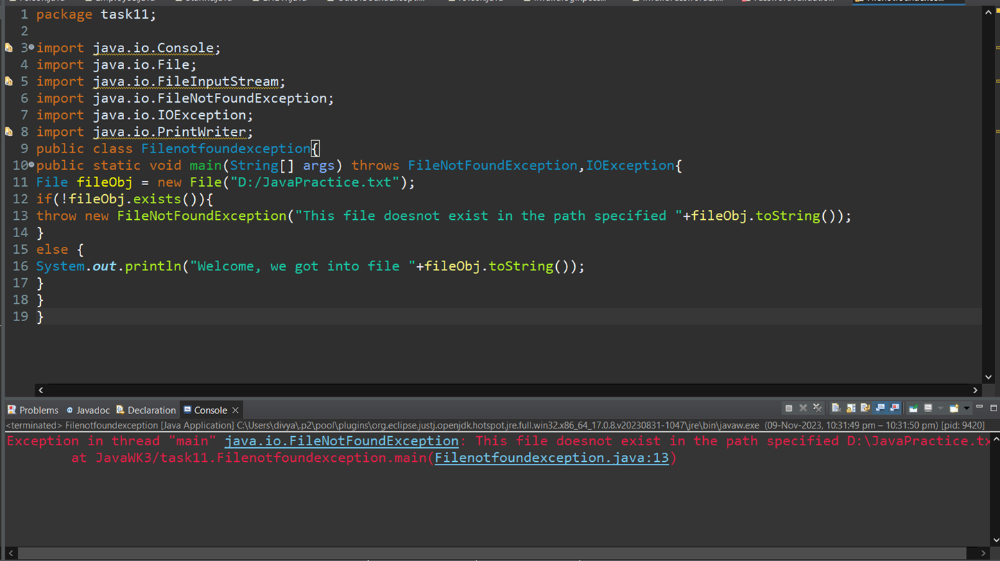 package task11;
import java.io.Console;
import java.io.File;
import java.io.FileInputStream;
import java.io.FileNotFoundException;
import java.io.IOException;
import java.io.PrintWriter;
public class Filenotfoundexception{
public static void main(String[] args) throws FileNotFoundException,IOException{
File fileObj = new File("D:/JavaPractice.txt");
if(!fileObj.exists()){
throw new FileNotFoundException("This file doesnot exist in the path specified "+fileObj.toString());
}
else {
System.out.println("Welcome, we got into file "+fileObj.toString());
}
}
}
1
2
3
4
5
6
7
8
9
10
11
12
13
14
15
16
17
18
19
Problems Javadoc Declaration Console
<terminated> Filenotfoundexception [Java Application] C:\Users\divya\.p2\pool\plugins\org.eclipse.justj.openjdk.hotspot.jre.full.win32.x86_64_17.0.8.v20230831-1047\jre\bin\javaw.exe (09-Nov-2023, 10:31:49 pm – 10:31:50 pm) [pid: 9420]
Exception in thread "main" java.io.FileNotFoundException: This file doesnot exist in the path specified D:\JavaPractice.tx
at JavaWK3/task11.Filenotfoundexception.main(Filenotfoundexception.java:13)